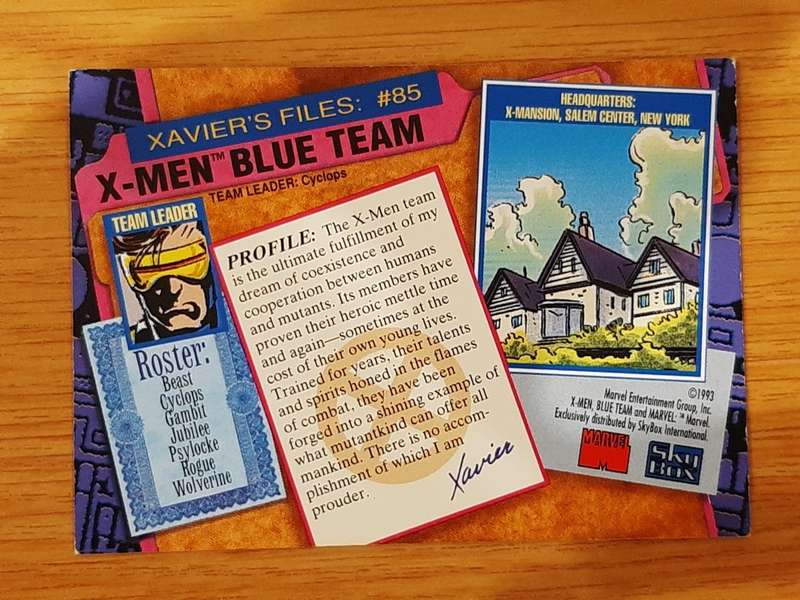 XAVIER'S FILES: #85
X-MEN™ BLUE TEAM
TEAM LEADER: Cyclops
TEAM LEADER
Roster:
Beast
Cyclops
Gambit
Jubilee
Psylocke
Rogue
Wolverine
PROFILE: The X-Men team
is the ultimate fulfillment of my
dream of coexistence and
cooperation between humans
and mutants. Its members have
proven their heroic mettle time
and again—sometimes at the
cost of their own young lives.
Trained for years, their talents
and spirits honed in the flames
of combat, they have been
forged into a shining example of
what mutantkind can offer all
mankind. There is no accom-
plishment of which I am
prouder.
Xavier
HEADQUARTERS:
X-MANSION, SALEM CENTER, NEW YORK
©1993
Marvel Entertainment Group, Inc.
X-MEN, BLUE TEAM and MARVEL: ™ Marvel.
Exclusively distributed by SkyBox International.
MARVEL
SKY
BOX